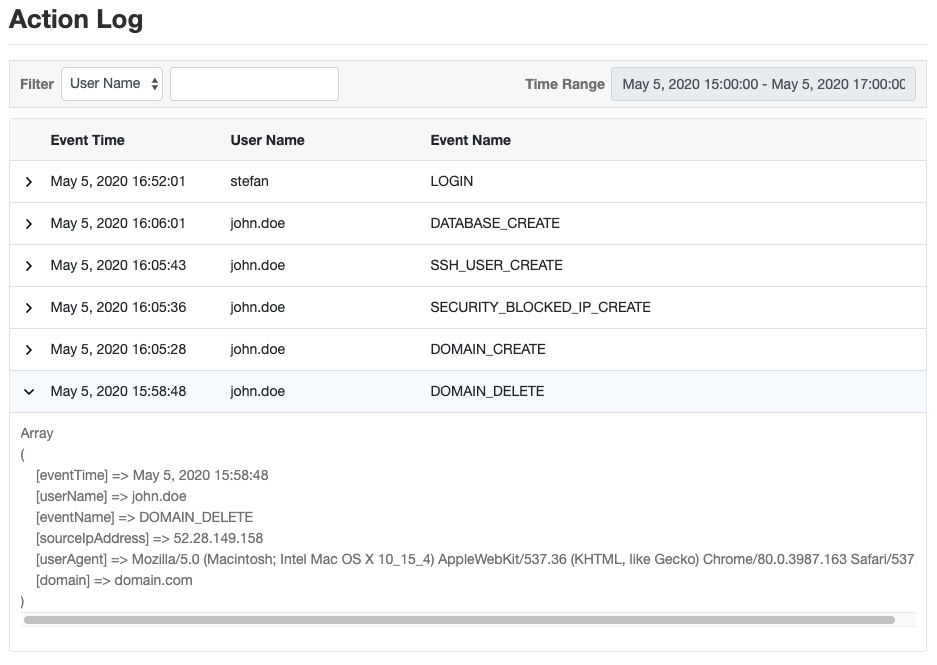 Action Log
Filter User Name Time Range May 5, 2020 15:00:00 - May 5, 2020 17:00:00
Event Time User Name Event Name
May 5, 2020 16:52:01 stefan LOGIN
May 5, 2020 16:06:01 john.doe DATABASE_CREATE
May 5, 2020 16:05:43 john.doe SSH_USER_CREATE
May 5, 2020 16:05:36 john.doe SECURITY_BLOCKED_IP_CREATE
May 5, 2020 16:05:28 john.doe DOMAIN_CREATE
May 5, 2020 15:58:48 john.doe DOMAIN_DELETE
Array
(
[eventTime] => May 5, 2020 15:58:48
[userName] => john.doe
[eventName] => DOMAIN_DELETE
[sourceIpAddress] => 52.28.149.158
[userAgent] => Mozilla/5.0 (Macintosh; Intel Mac OS X 10_15_4) AppleWebKit/537.36 (KHTML, like Gecko) Chrome/80.0.3987.163 Safari/537
[domain] => domain.com
)